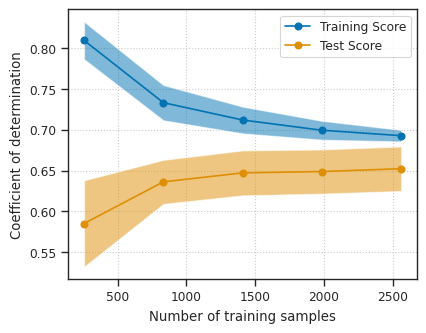 Training Score
Test Score
Coefficient of determination
0.80
0.75
0.70
0.65
0.60
0.55
500
1000
1500
2000
2500
Number of training samples